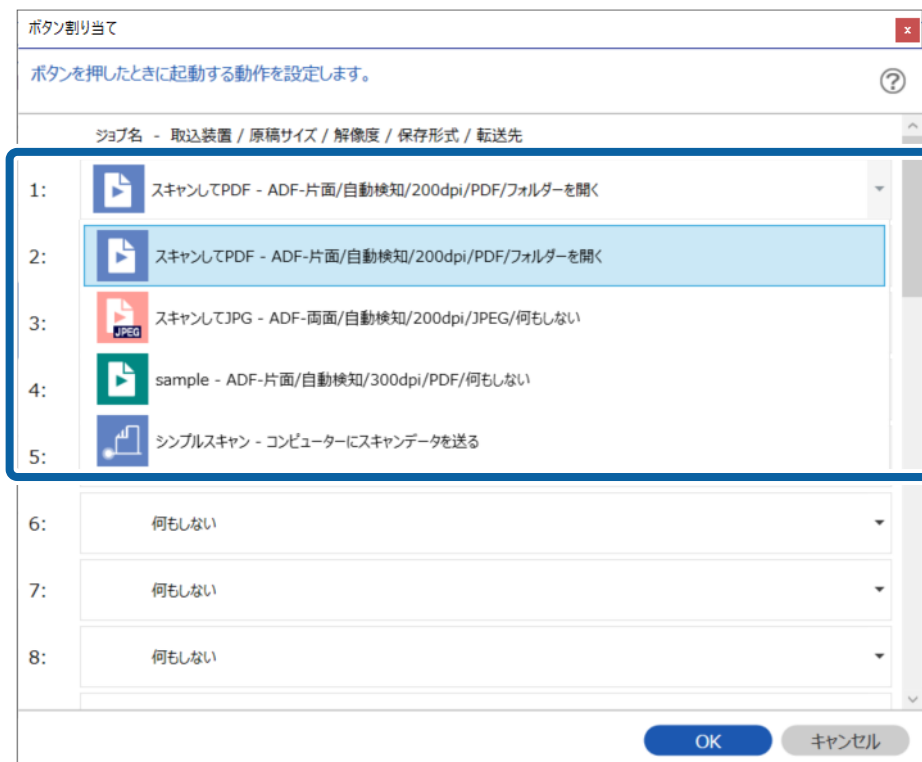 ボタン割り当て
ボタンを押したときに起動する動作を設定します。
ジョブ名 - 取込装置 / 原稿サイズ / 解像度 / 保存形式 / 転送先
1: スキャンしてPDF - ADF-片面/自動検知/200dpi/PDF/フォルダーを開く
2: スキャンしてPDF - ADF-片面/自動検知/200dpi/PDF/フォルダーを開く
3: JPEG スキャンしてJPG - ADF-両面/自動検知/200dpi/JPEG/何もしない
4: sample - ADF-片面/自動検知/300dpi/PDF/何もしない
5: シンプルスキャン - コンピューターにスキャンデータを送る
6: 何もしない
7: 何もしない
8: 何もしない
OK キャンセル